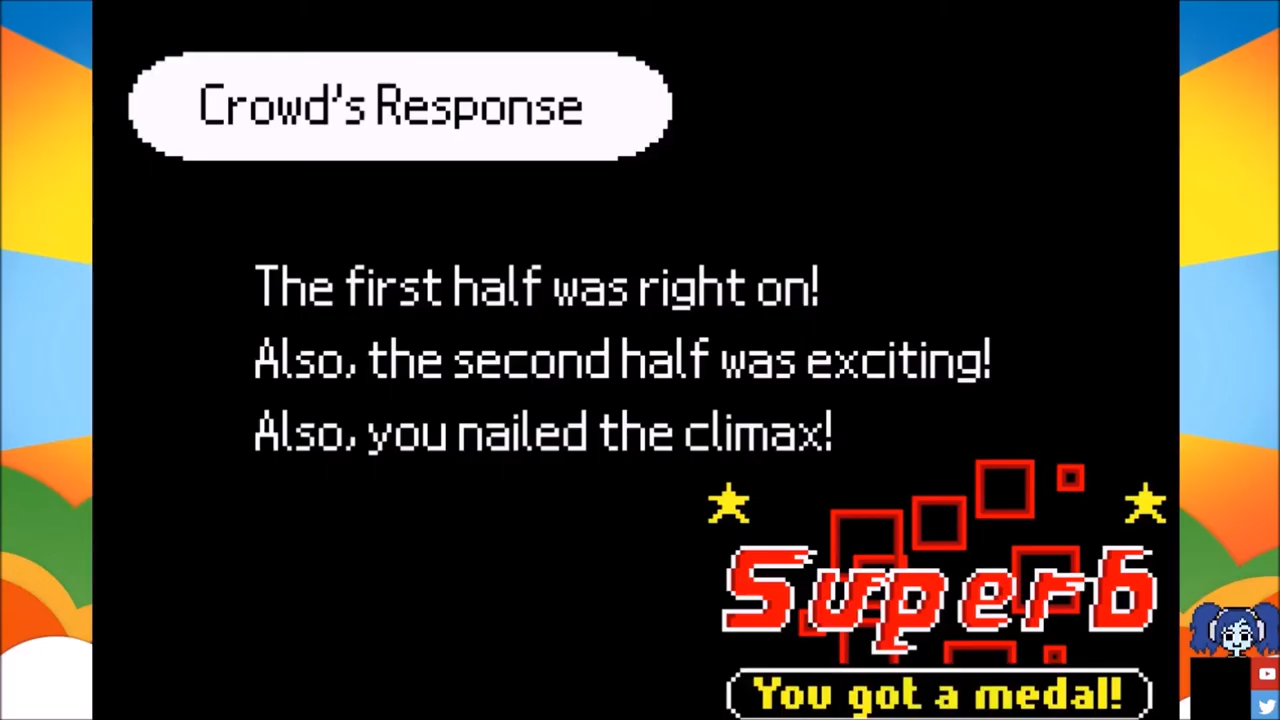 Crowd's Response
The first half was right on!
Also, the second half was exciting!
Also, you nailed the climax!
Superb
You got a medal!